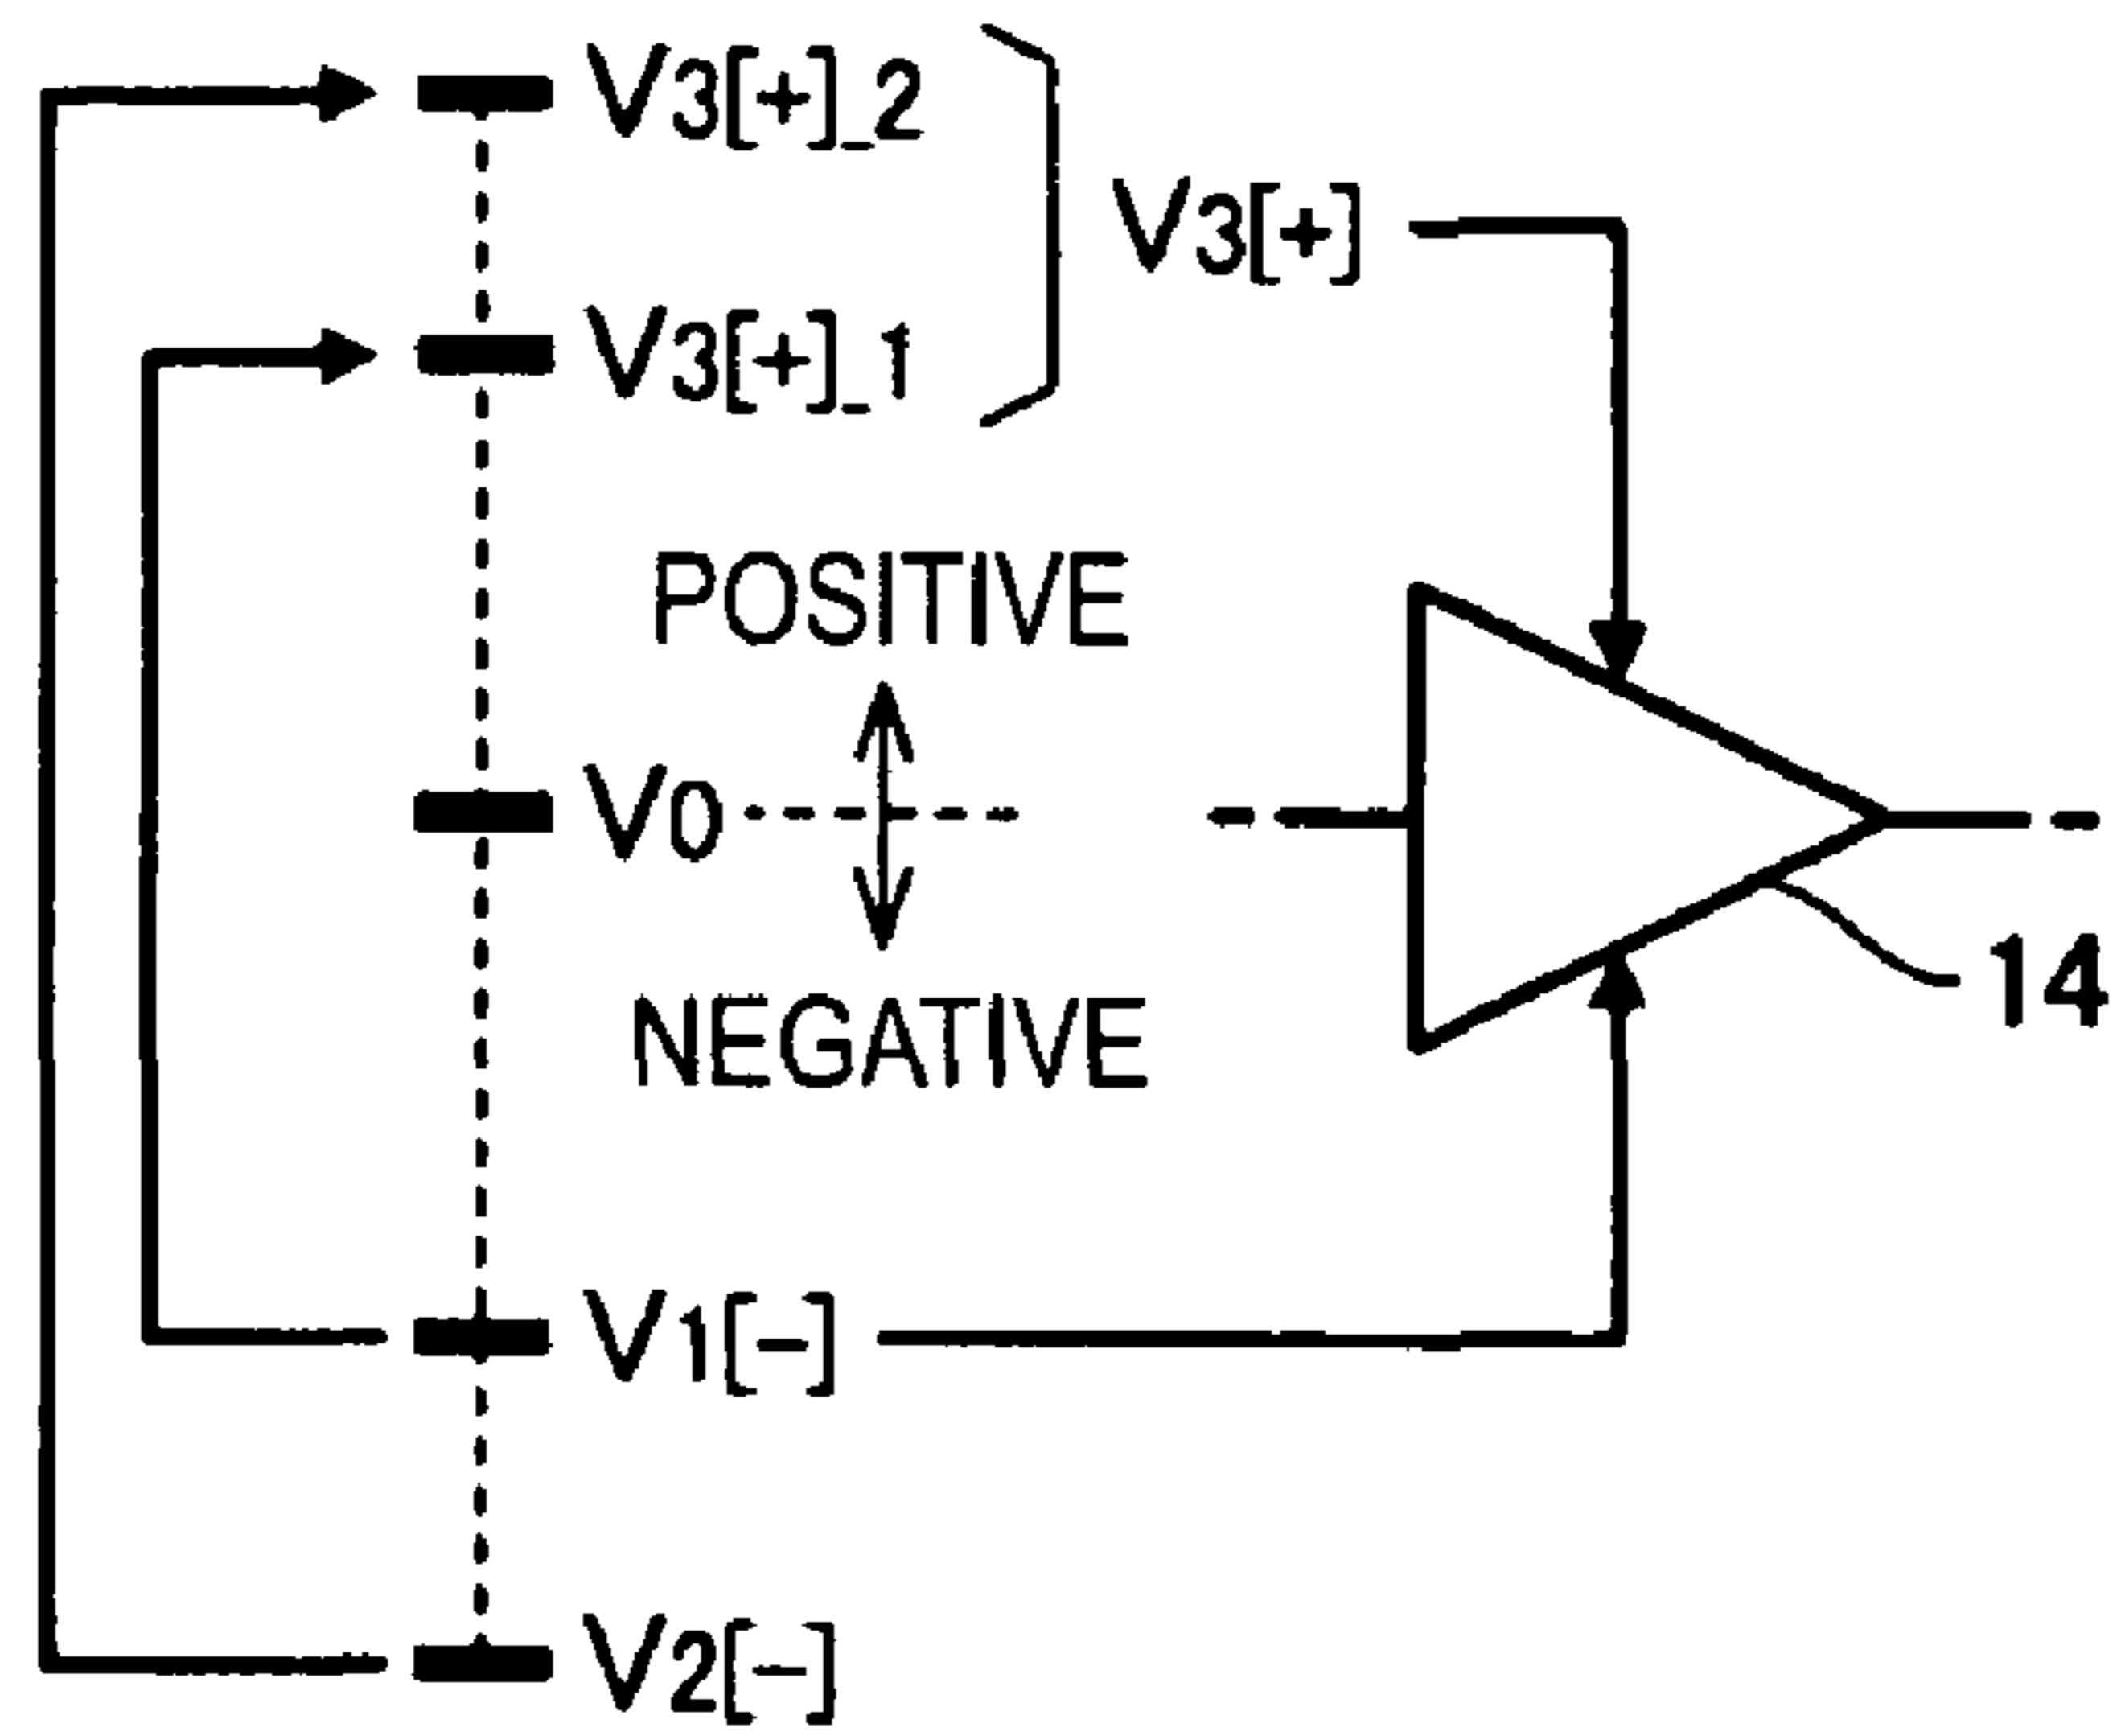 V3[+]_2
V3[+]
V3[+]_1
POSITIVE
V0
14
NEGATIVE
V1[−]
V2[−]